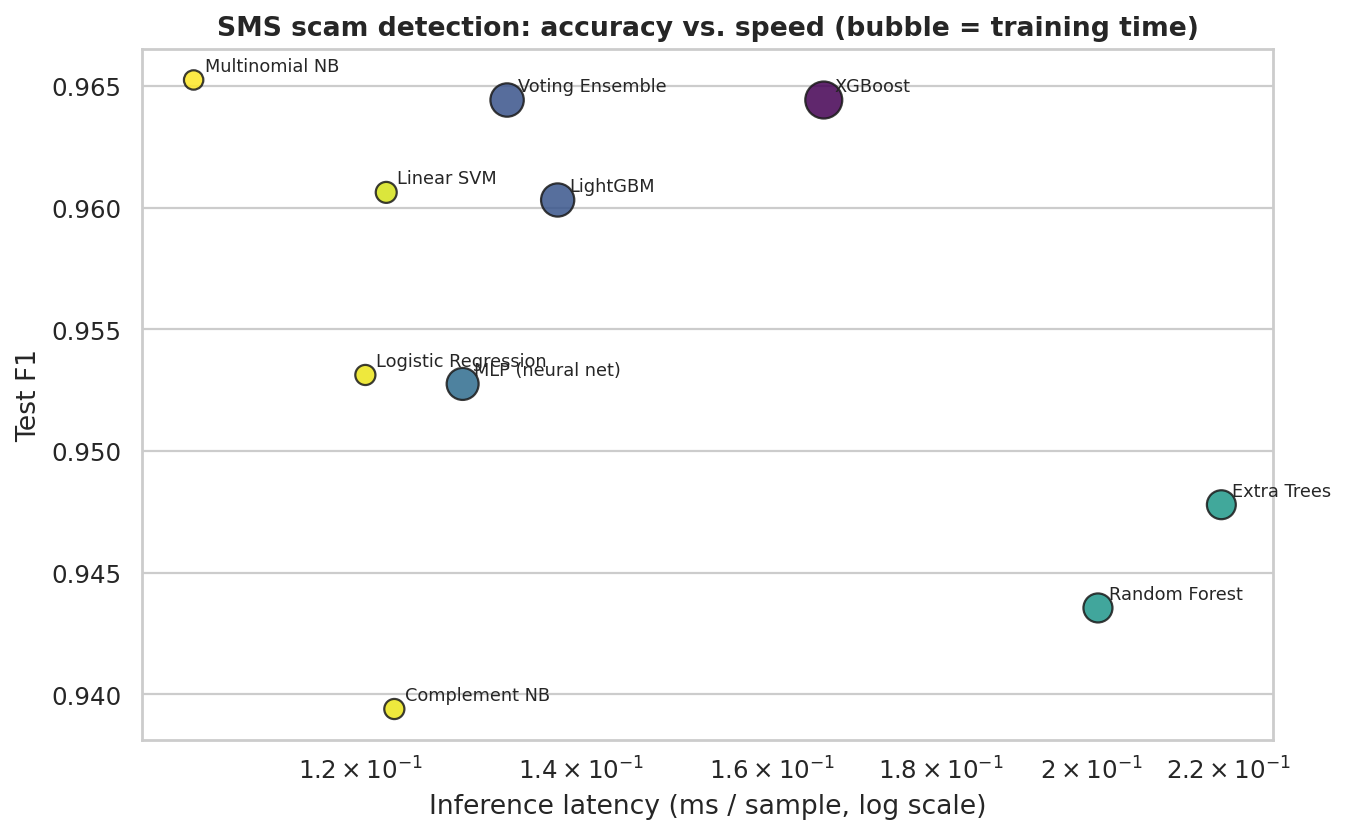 SMS scam detection: accuracy vs. speed (bubble = training time)
Multinomial NB
0.965
Voting Ensemble
XGBoost
Linear SVM
LightGBM
0.960
0.955
Logistic Regression
MLP (neural net)
Test F1
0.950
Extra Trees
0.945
Random Forest
0.940
Complement NB
1.2 × 10⁻¹
1.4 × 10⁻¹
1.6 × 10⁻¹
1.8 × 10⁻¹
2 × 10⁻¹
2.2 × 10⁻¹
Inference latency (ms / sample, log scale)